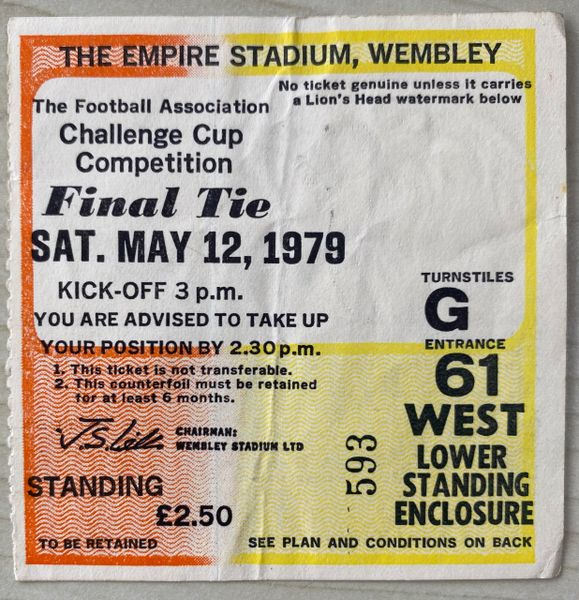 THE EMPIRE STADIUM, WEMBLEY
No ticket genuine unless it carries
a Lion's Head watermark below
The Football Association
Challenge Cup
Competition
Final Tie
SAT. MAY 12, 1979
KICK-OFF 3 p.m.
YOU ARE ADVISED TO TAKE UP
YOUR POSITION BY 2.30 p.m.
1. This ticket is not transferable.
2. This counterfoil must be retained
for at least 6 months.
CHAIRMAN:
WEMBLEY STADIUM LTD
STANDING
£2.50
TO BE RETAINED
593
TURNSTILES
G
ENTRANCE
61
WEST
LOWER
STANDING
ENCLOSURE
SEE PLAN AND CONDITIONS ON BACK